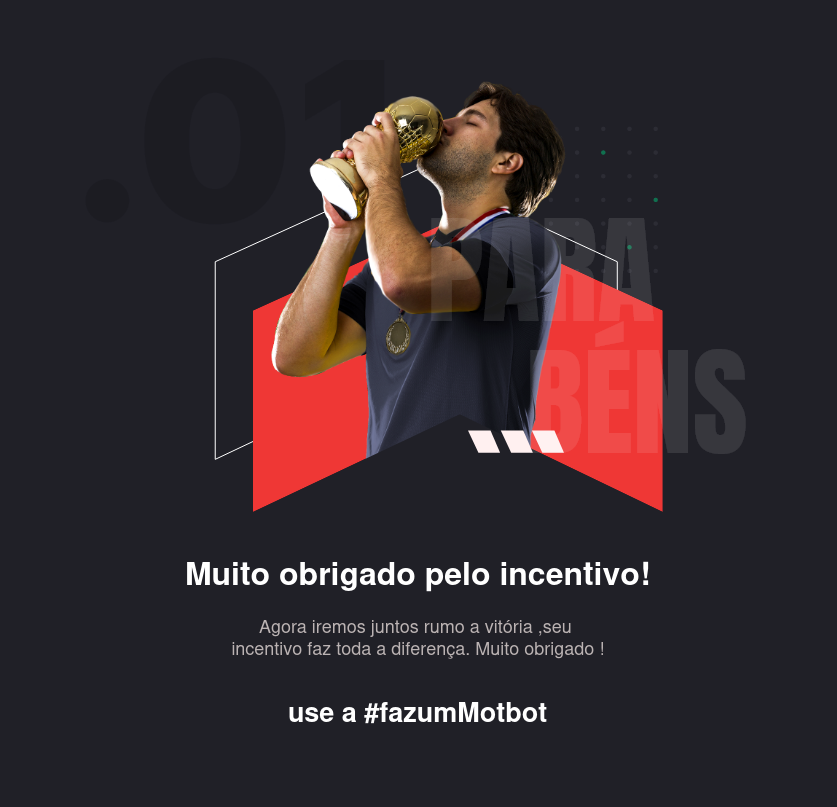 .01
PARA
BÉNS
Muito obrigado pelo incentivo!
Agora iremos juntos rumo a vitória ,seu
incentivo faz toda a diferença. Muito obrigado !
use a #fazumMotbot